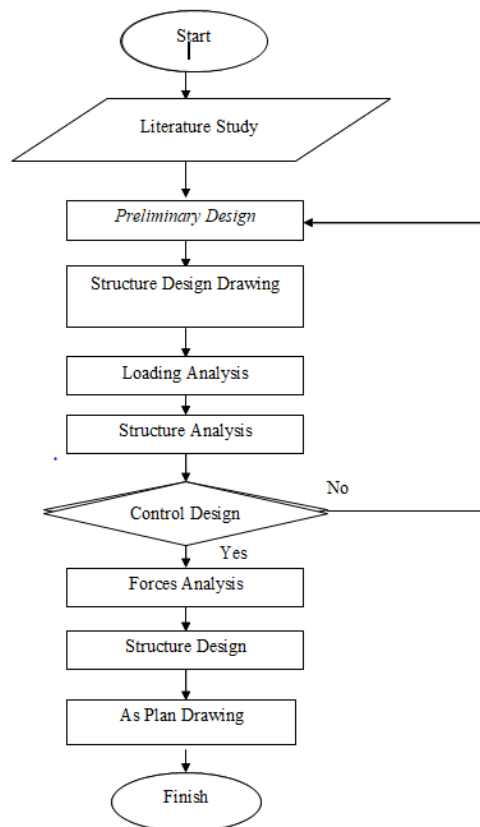 Start
Literature Study
Preliminary Design
Structure Design Drawing
Loading Analysis
Structure Analysis
No
Control Design
Yes
Forces Analysis
Structure Design
As Plan Drawing
Finish